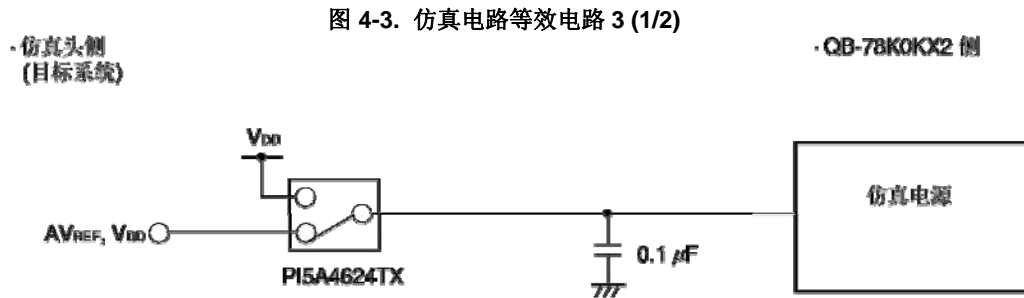 图 4-3. 仿真电路等效电路 3 (1/2)
· 仿真头侧
(目标系统)
· QB-78K0KX2 侧
VDD
仿真电源
AVREF, VDD
0.1 μF
PI5A4624TX